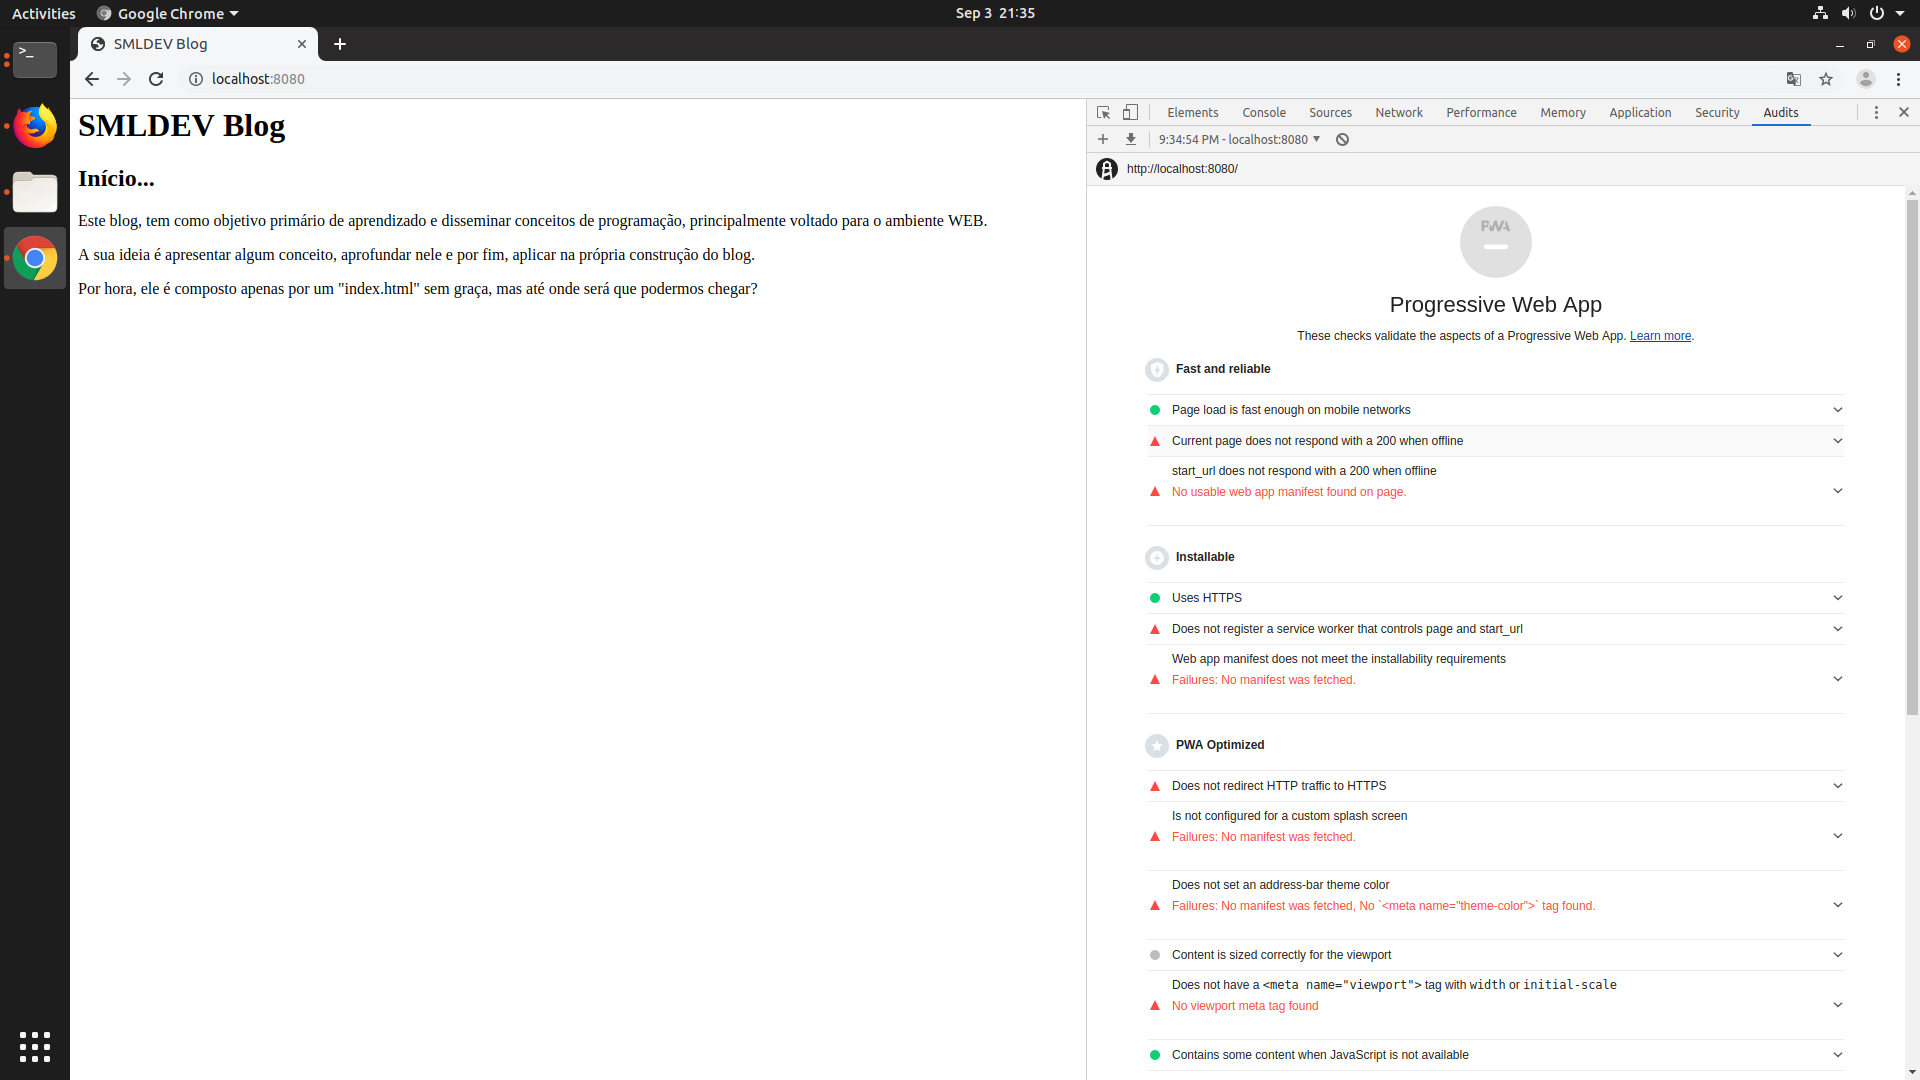 Activities
Google Chrome
Sep 3 21:35
SMLDEV Blog
localhost:8080
SMLDEV Blog
Início...
Este blog, tem como objetivo primário de aprendizado e disseminar conceitos de programação, principalmente voltado para o ambiente WEB.
A sua ideia é apresentar algum conceito, aprofundar nele e por fim, aplicar na própria construção do blog.
Por hora, ele é composto apenas por um "index.html" sem graça, mas até onde será que podermos chegar?
Elements Console Sources Network Performance Memory Application Security Audits
9:34:54 PM - localhost:8080
http://localhost:8080/
PWA
Progressive Web App
These checks validate the aspects of a Progressive Web App. Learn more.
Fast and reliable
Page load is fast enough on mobile networks
Current page does not respond with a 200 when offline
start_url does not respond with a 200 when offline
No usable web app manifest found on page.
Installable
Uses HTTPS
Does not register a service worker that controls page and start_url
Web app manifest does not meet the installability requirements
Failures: No manifest was fetched.
PWA Optimized
Does not redirect HTTP traffic to HTTPS
Is not configured for a custom splash screen
Failures: No manifest was fetched.
Does not set an address-bar theme color
Failures: No manifest was fetched, No `<meta name="theme-color">` tag found.
Content is sized correctly for the viewport
Does not have a <meta name="viewport"> tag with width or initial-scale
No viewport meta tag found
Contains some content when JavaScript is not available